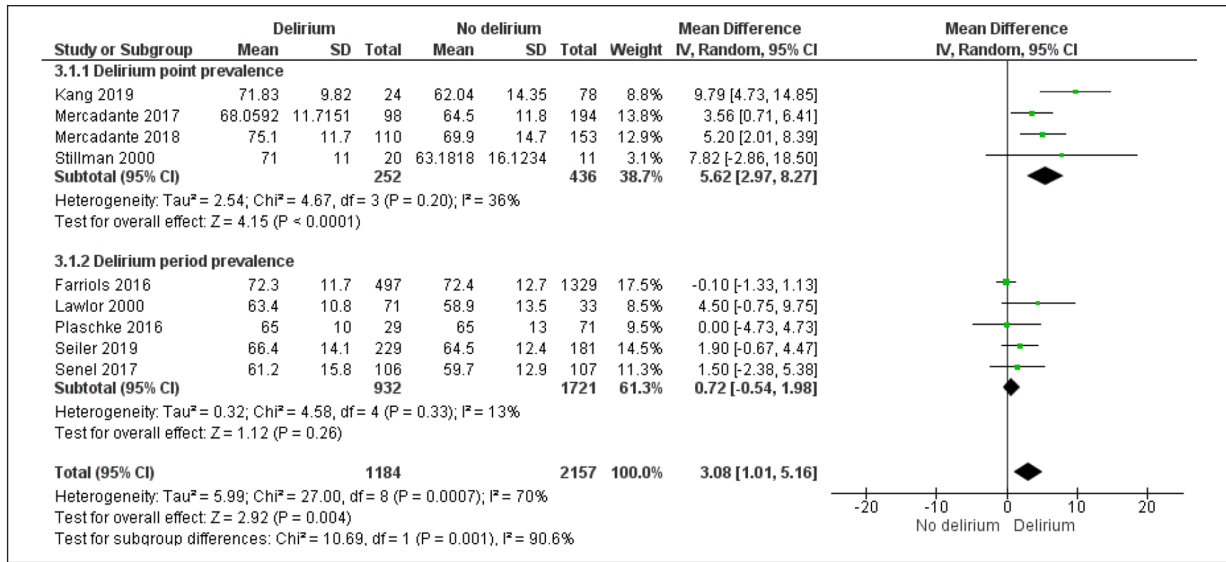 Delirium No delirium Mean Difference Mean Difference
Study or Subgroup Mean SD Total Mean SD Total Weight IV, Random, 95% CI IV, Random, 95% CI
3.1.1 Delirium point prevalence
Kang 2019 71.83 9.82 24 62.04 14.35 78 8.8% 9.79 [4.73, 14.85]
Mercadante 2017 68.0592 11.7151 98 64.5 11.8 194 13.8% 3.56 [0.71, 6.41]
Mercadante 2018 75.1 11.7 110 69.9 14.7 153 12.9% 5.20 [2.01, 8.39]
Stillman 2000 71 11 20 63.1818 16.1234 11 3.1% 7.82 [-2.86, 18.50]
Subtotal (95% CI) 252 436 38.7% 5.62 [2.97, 8.27]
Heterogeneity: Tau² = 2.54; Chi² = 4.67, df = 3 (P = 0.20); I² = 36%
Test for overall effect: Z = 4.15 (P < 0.0001)
3.1.2 Delirium period prevalence
Farriols 2016 72.3 11.7 497 72.4 12.7 1329 17.5% -0.10 [-1.33, 1.13]
Lawlor 2000 63.4 10.8 71 58.9 13.5 33 8.5% 4.50 [-0.75, 9.75]
Plaschke 2016 65 10 29 65 13 71 9.5% 0.00 [-4.73, 4.73]
Seiler 2019 66.4 14.1 229 64.5 12.4 181 14.5% 1.90 [-0.67, 4.47]
Senel 2017 61.2 15.8 106 59.7 12.9 107 11.3% 1.50 [-2.38, 5.38]
Subtotal (95% CI) 932 1721 61.3% 0.72 [-0.54, 1.98]
Heterogeneity: Tau² = 0.32; Chi² = 4.58, df = 4 (P = 0.33); I² = 13%
Test for overall effect: Z = 1.12 (P = 0.26)
Total (95% CI) 1184 2157 100.0% 3.08 [1.01, 5.16]
Heterogeneity: Tau² = 5.99; Chi² = 27.00, df = 8 (P = 0.0007); I² = 70%
Test for overall effect: Z = 2.92 (P = 0.004)
Test for subgroup differences: Chi² = 10.69, df = 1 (P = 0.001), I² = 90.6%
-20 -10 0 10 20
No delirium Delirium